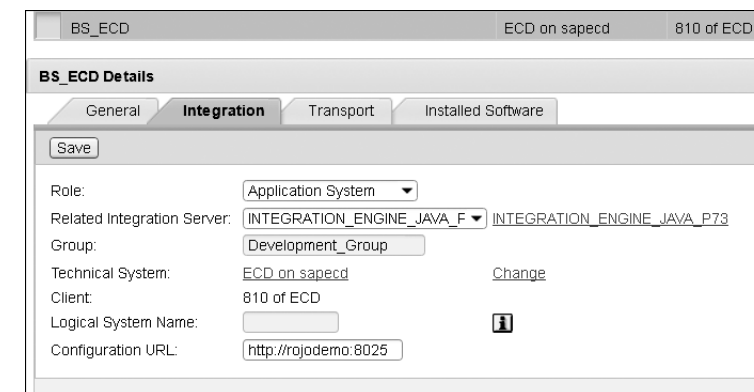 BS_ECD ECD on sapecd 810 of ECD
BS_ECD Details
General Integration Transport Installed Software
Save
Role: Application System
Related Integration Server: INTEGRATION_ENGINE_JAVA_F INTEGRATION_ENGINE_JAVA_P73
Group: Development_Group
Technical System: ECD on sapecd Change
Client: 810 of ECD
Logical System Name:
Configuration URL: http://rojodemo:8025